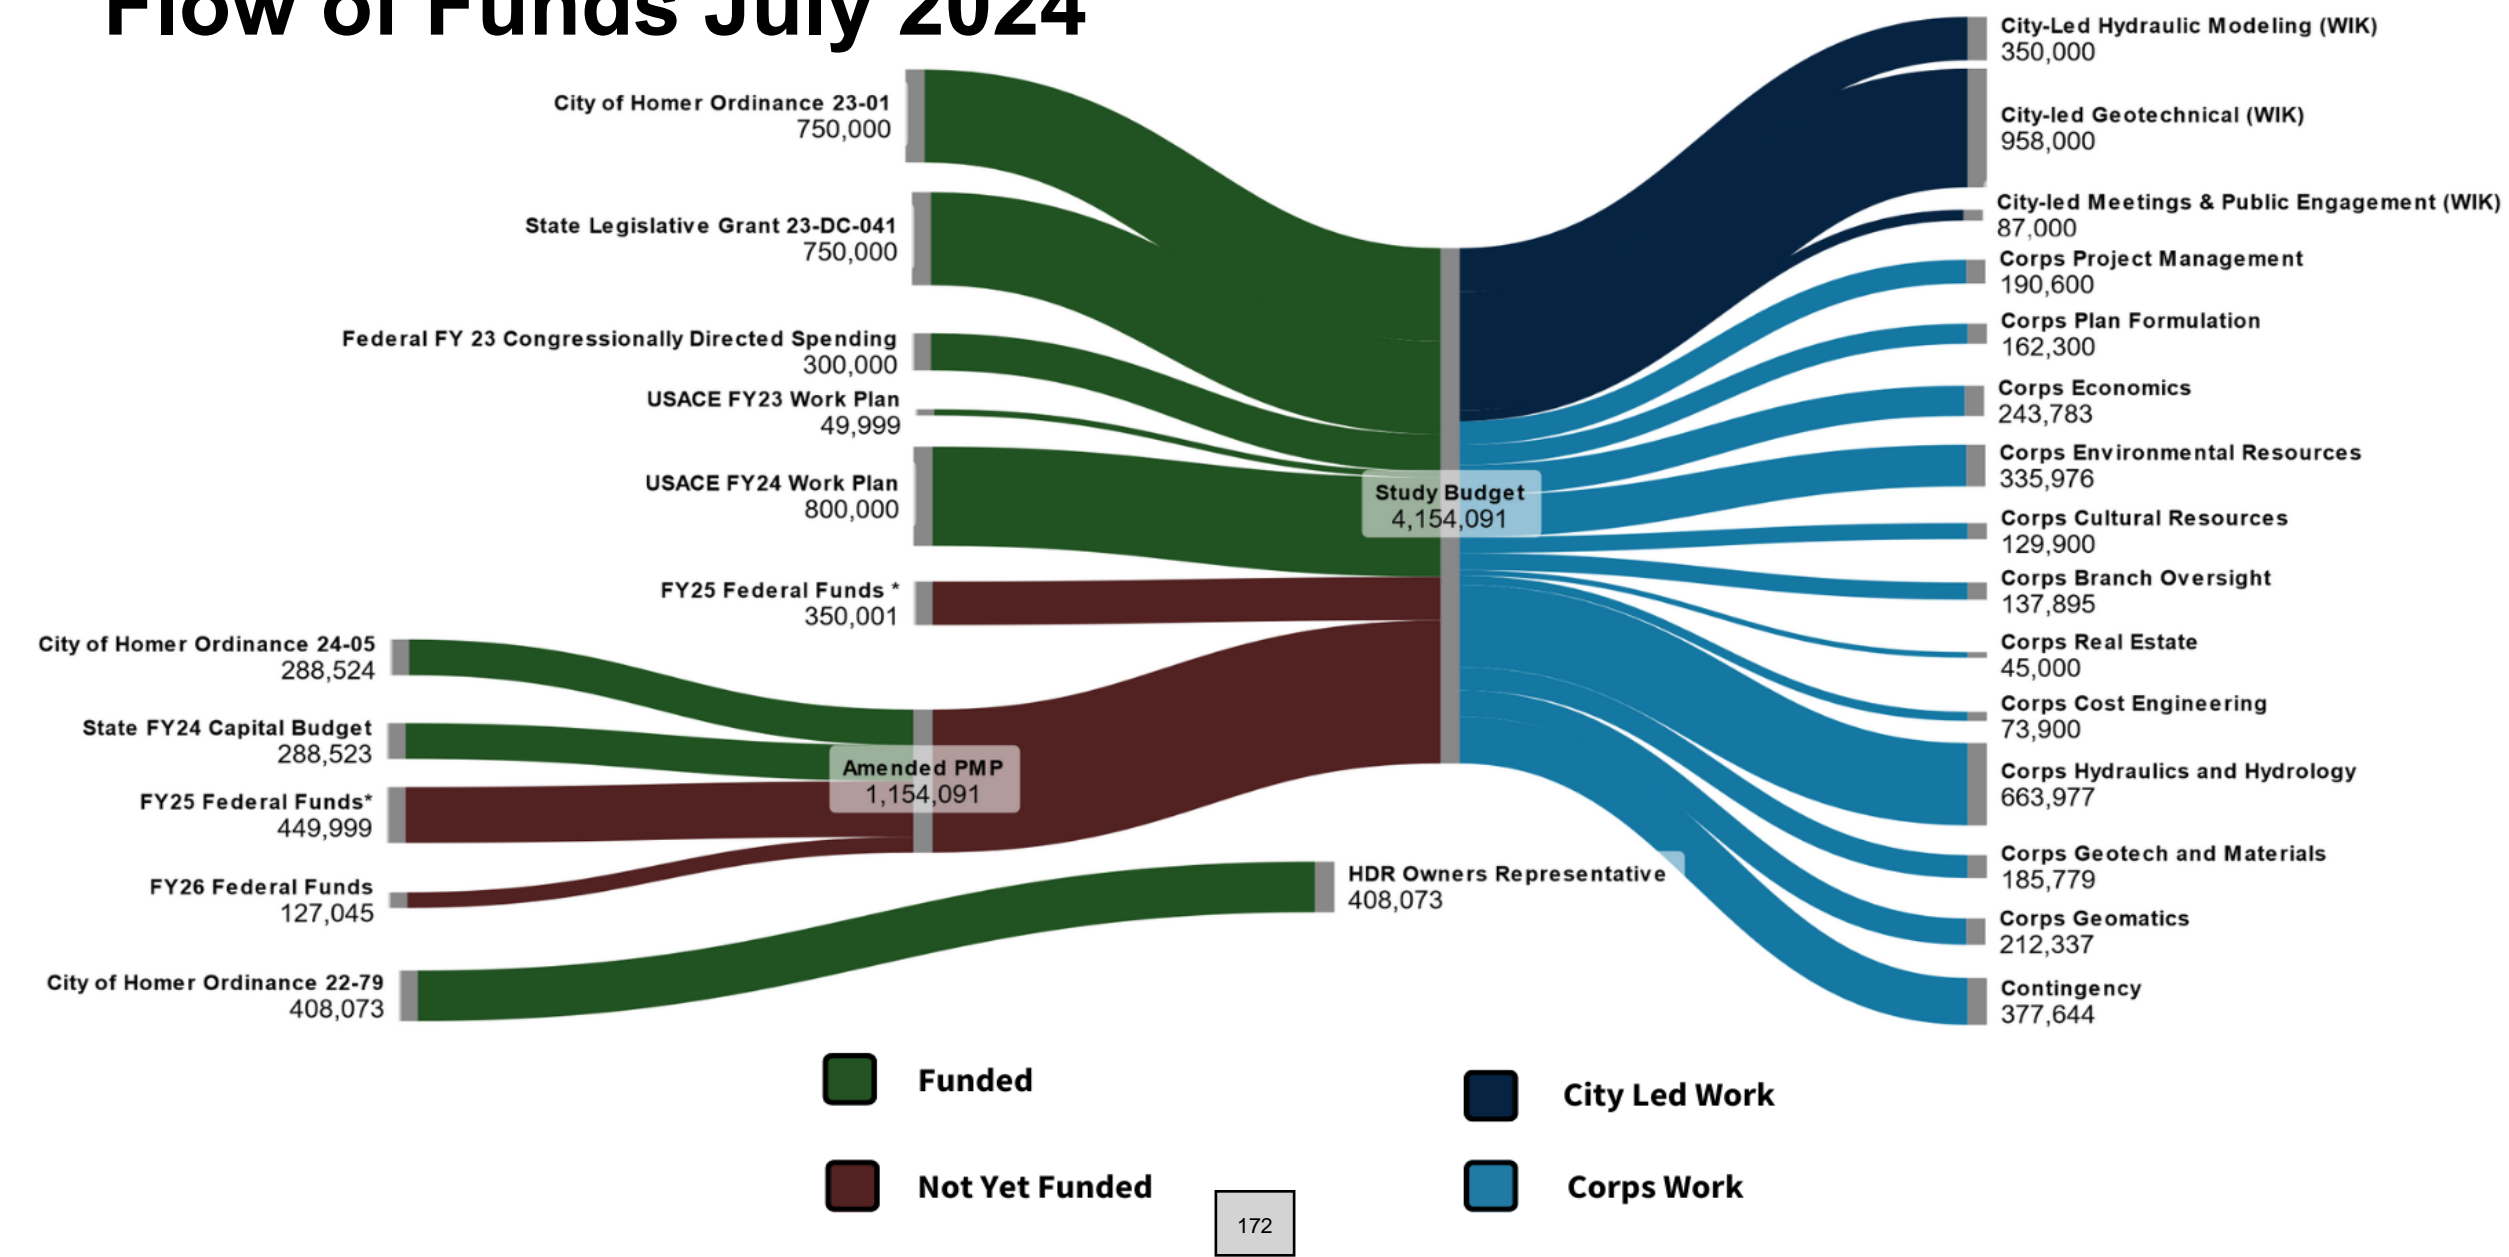 Flow of Funds July 2024
City of Homer Ordinance 23-01
750,000
State Legislative Grant 23-DC-041
750,000
Federal FY 23 Congressionally Directed Spending
300,000
USACE FY23 Work Plan
49,999
USACE FY24 Work Plan
800,000
FY25 Federal Funds *
350,001
City of Homer Ordinance 24-05
288,524
State FY24 Capital Budget
288,523
FY25 Federal Funds*
449,999
FY26 Federal Funds
127,045
City of Homer Ordinance 22-79
408,073
Amended PMP
1,154,091
Study Budget
4,154,091
HDR Owners Representative
408,073
City-Led Hydraulic Modeling (WIK)
350,000
City-led Geotechnical (WIK)
958,000
City-led Meetings & Public Engagement (WIK)
87,000
Corps Project Management
190,600
Corps Plan Formulation
162,300
Corps Economics
243,783
Corps Environmental Resources
335,976
Corps Cultural Resources
129,900
Corps Branch Oversight
137,895
Corps Real Estate
45,000
Corps Cost Engineering
73,900
Corps Hydraulics and Hydrology
663,977
Corps Geotech and Materials
185,779
Corps Geomatics
212,337
Contingency
377,644
Funded
Not Yet Funded
City Led Work
Corps Work
172